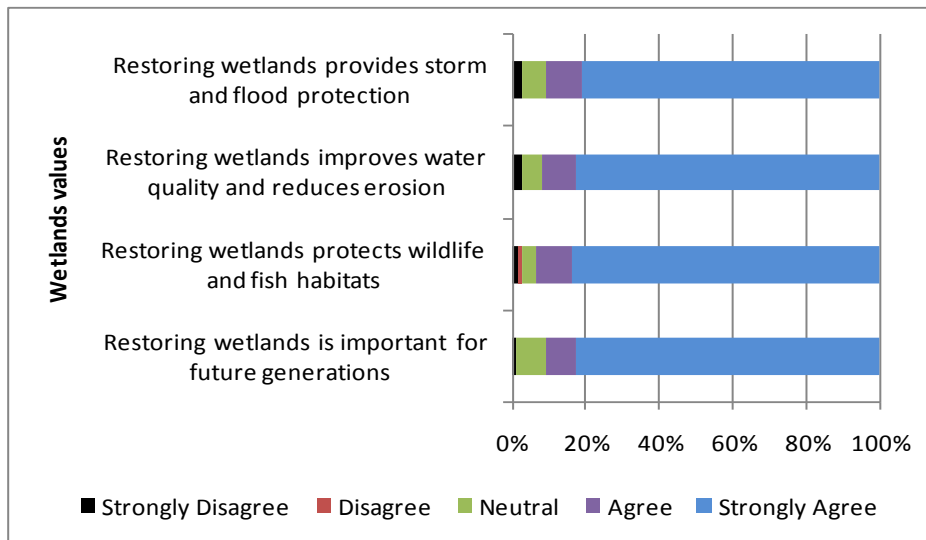 Wetlands values
Restoring wetlands provides storm
and flood protection
Restoring wetlands improves water
quality and reduces erosion
Restoring wetlands protects wildlife
and fish habitats
Restoring wetlands is important for
future generations
0% 20% 40% 60% 80% 100%
Strongly Disagree Disagree Neutral Agree Strongly Agree